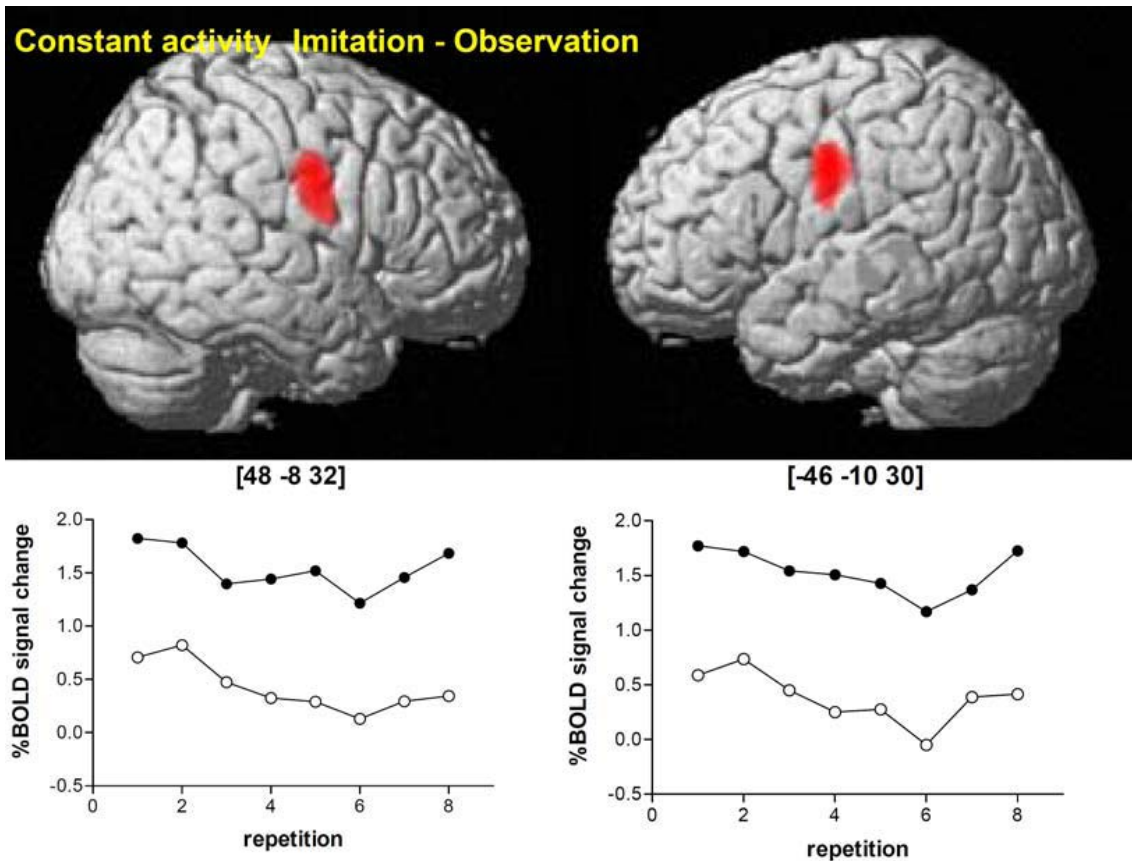 Constant activity Imitation - Observation
[48 -8 32]
[-46 -10 30]
%BOLD signal change
2.0
1.5
1.0
0.5
0.0
-0.5
0 2 4 6 8
repetition
%BOLD signal change
2.0
1.5
1.0
0.5
0.0
-0.5
0 2 4 6 8
repetition